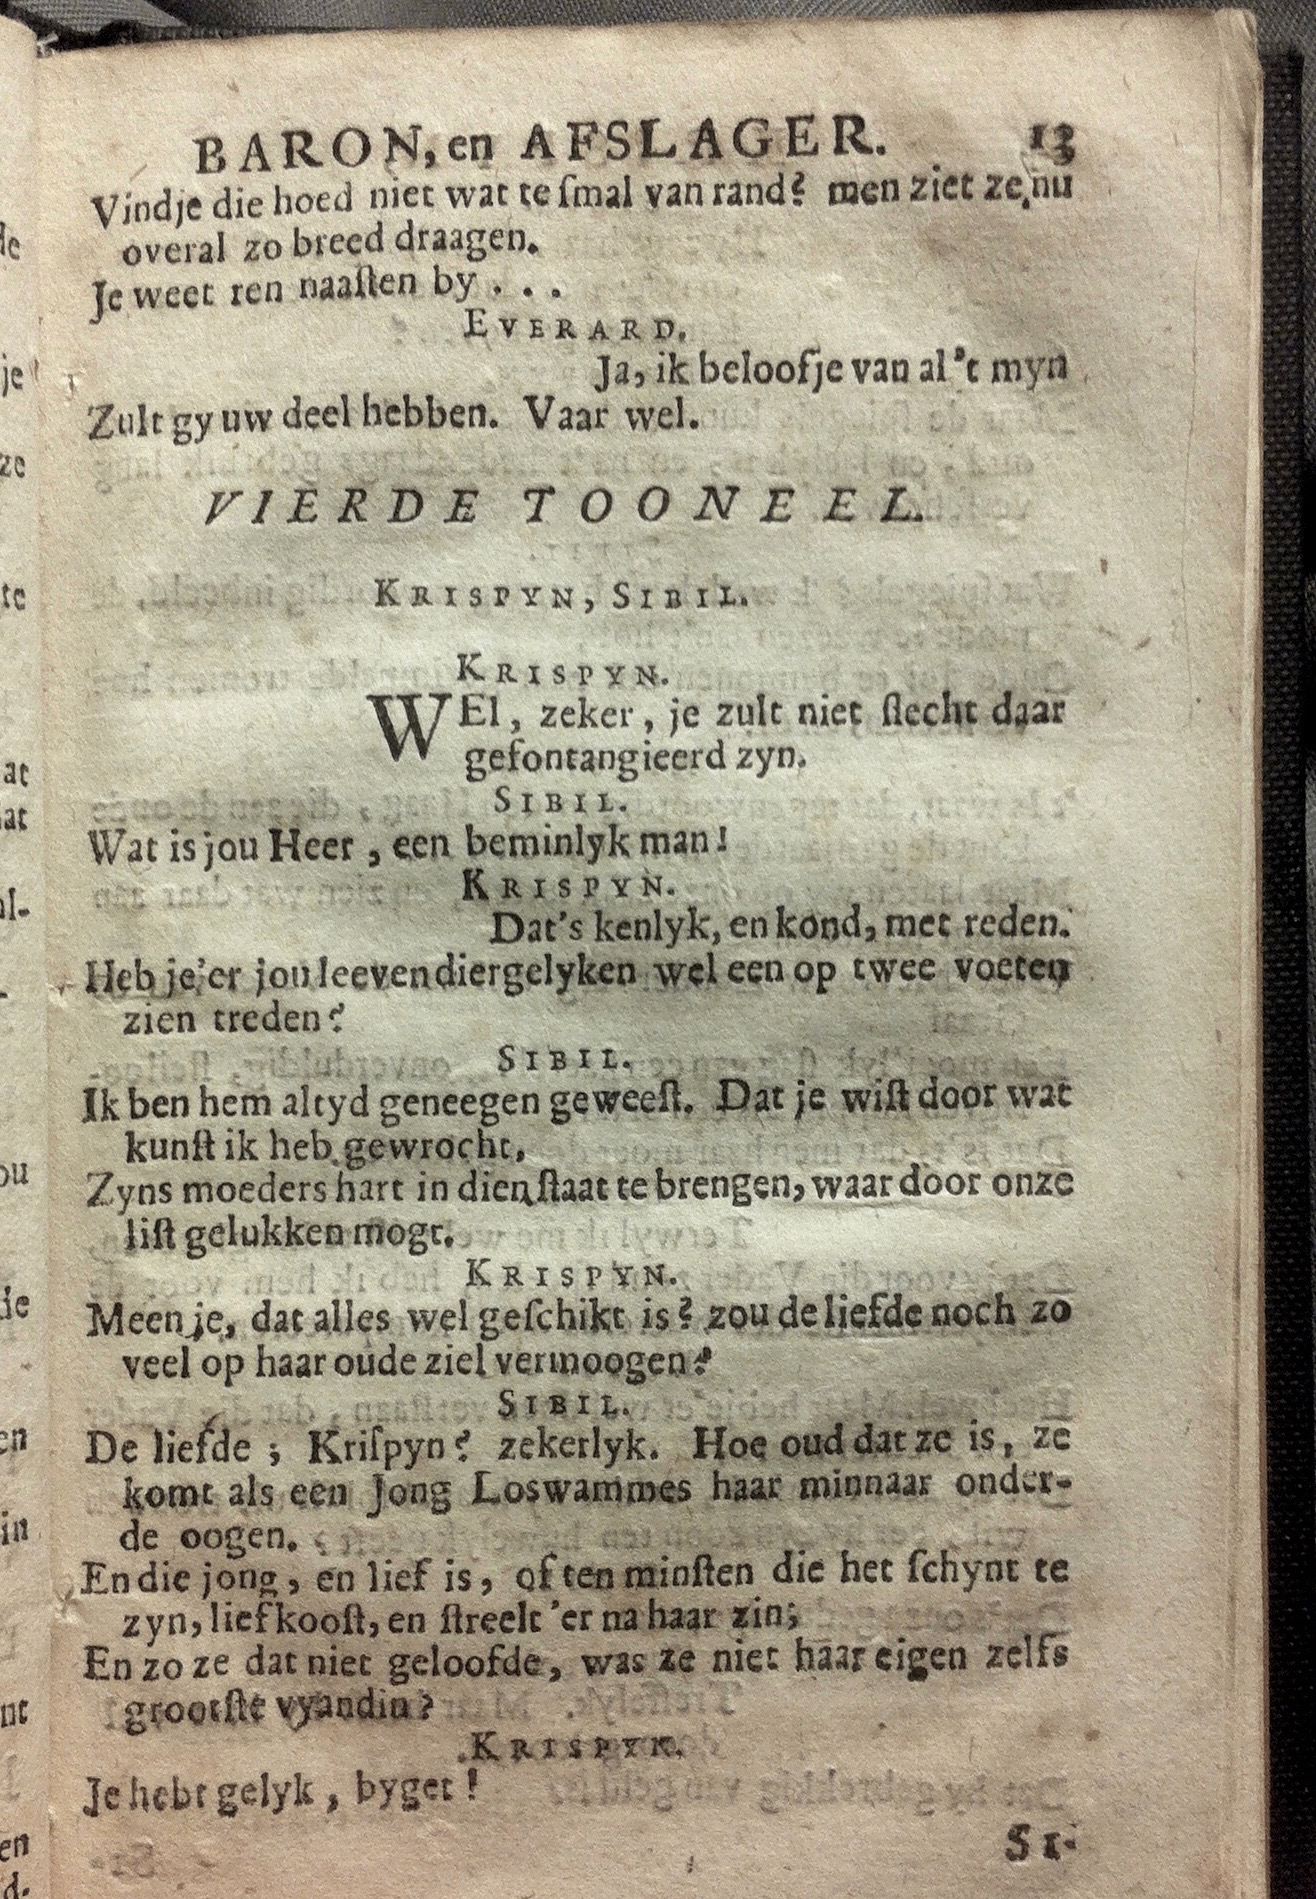 BARON, en AFSLAGER. 13
Vindje die hoed niet wat te ſmal van rand? men ziet ze nu
overal zo breed draagen.
Je weet ten naaſten by . . .
EVERARD.
Ja, ik beloofje van al 't myn
Zult gy uw deel hebben. Vaar wel.
VIERDE TOONEEL.
KRISPYN, SIBIL.
KRISPYN.
WEl, zeker, je zult niet ſlecht daar
gefontangieerd zyn.
SIBIL.
Wat is jou Heer, een beminlyk man!
KRISPYN.
Dat's kenlyk, en kond, met reden.
Heb je'er jou leeven diergelyken wel een op twee voeten
zien treden?
SIBIL.
Ik ben hem altyd geneegen geweeſt. Dat je wiſt door wat
kunſt ik heb gewrocht,
Zyns moeders hart in dien ſtaat te brengen, waar door onze
liſt gelukken mogt.
KRISPYN.
Meen je, dat alles wel geſchikt is? zou de liefde noch zo
veel op haar oude ziel vermoogen?
SIBIL.
De liefde; Kriſpyn? zekerlyk. Hoe oud dat ze is, ze
komt als een Jong Loswammes haar minnaar onder-
de oogen.
En die jong, en lief is, of ten minſten die het ſchynt te
zyn, liefkooſt, en ſtreelt 'er na haar zin;
En zo ze dat niet geloofde, was ze niet haar eigen zelfs
grootſte vyandin?
KRISPYN.
Je hebt gelyk, byget!
SI-